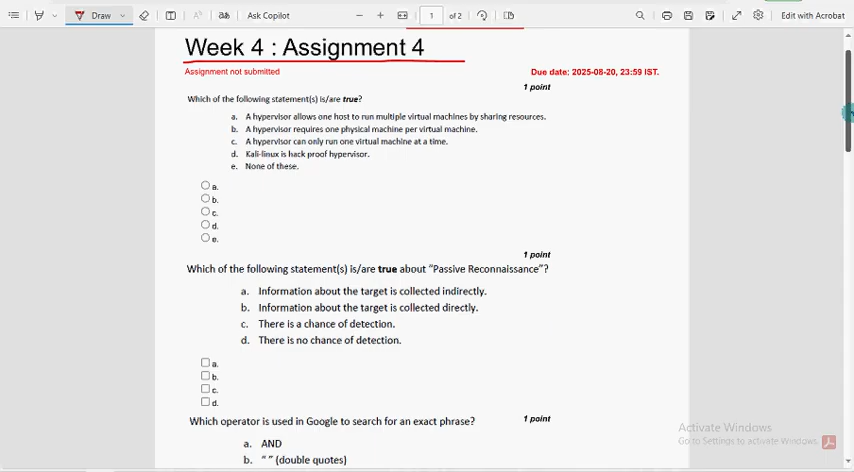 Draw
Ask Copilot
1
of 2
Edit with Acrobat
Week 4 : Assignment 4
Assignment not submitted
Due date: 2025-08-20, 23:59 IST.
1 point
Which of the following statement(s) is/are true?
a. A hypervisor allows one host to run multiple virtual machines by sharing resources.
b. A hypervisor requires one physical machine per virtual machine.
c. A hypervisor can only run one virtual machine at a time.
d. Kali-linux is hack proof hypervisor.
e. None of these.
a.
b.
c.
d.
e.
1 point
Which of the following statement(s) is/are true about “Passive Reconnaissance”?
a. Information about the target is collected indirectly.
b. Information about the target is collected directly.
c. There is a chance of detection.
d. There is no chance of detection.
a.
b.
c.
d.
Which operator is used in Google to search for an exact phrase?
1 point
a. AND
b. “ ” (double quotes)
Activate Windows
Go to Settings to activate Windows.